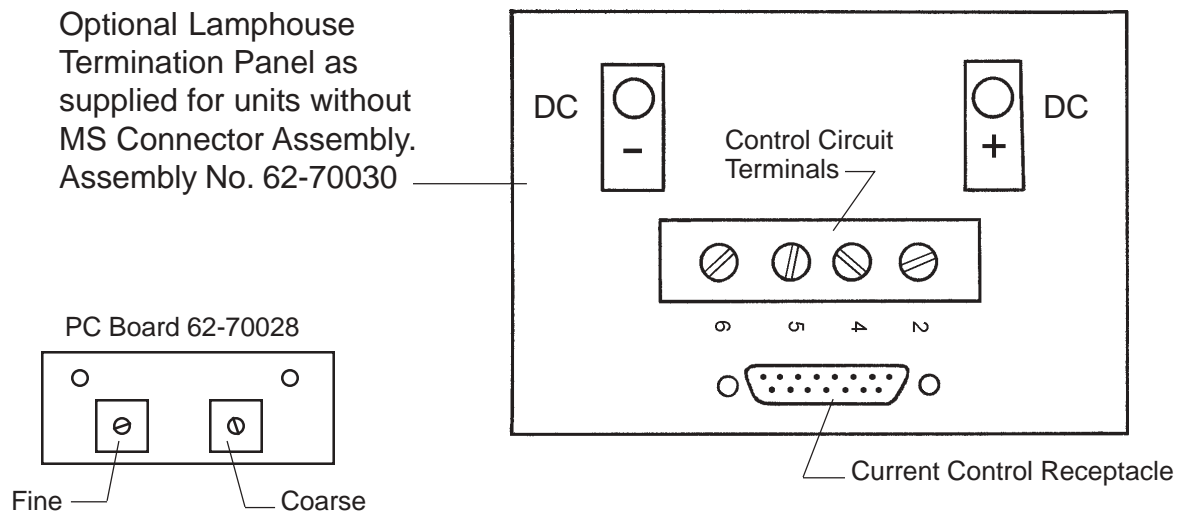 Optional Lamphouse
Termination Panel as
supplied for units without
MS Connector Assembly.
Assembly No. 62-70030
DC
-
+
DC
Control Circuit
Terminals
6 5 4 2
PC Board 62-70028
Fine
Coarse
Current Control Receptacle